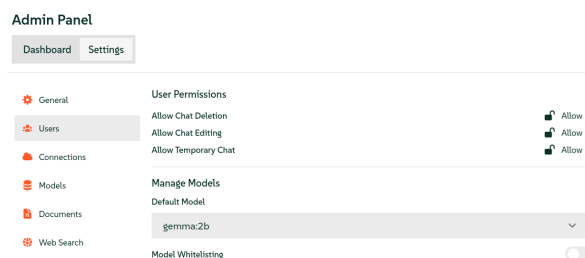 Admin Panel
Dashboard Settings
General
Users
Connections
Models
Documents
Web Search
User Permissions
Allow Chat Deletion Allow
Allow Chat Editing Allow
Allow Temporary Chat Allow
Manage Models
Default Model
gemma:2b
Model Whitelisting